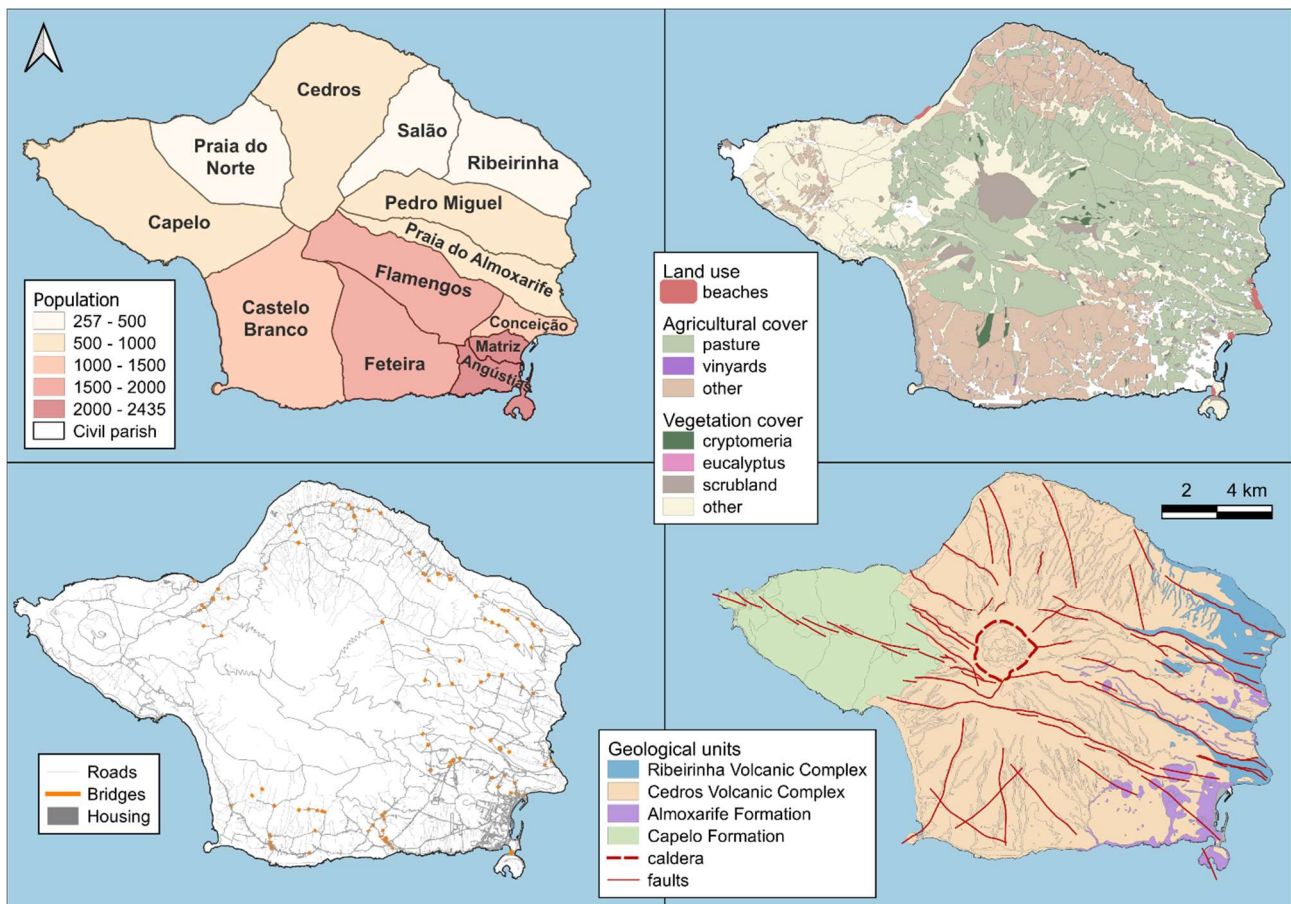 Cedros
Salão
Praia do
Norte
Ribeirinha
Pedro Miguel
Capelo
Praia do Almoxarife
Flamengos
Castelo
Branco
Conceição
Matriz
Feteira
Angústias
Population
257 - 500
500 - 1000
1000 - 1500
1500 - 2000
2000 - 2435
Civil parish
Land use
beaches
Agricultural cover
pasture
vinyards
other
Vegetation cover
cryptomeria
eucalyptus
scrubland
other
Roads
Bridges
Housing
2 4 km
Geological units
Ribeirinha Volcanic Complex
Cedros Volcanic Complex
Almoxarife Formation
Capelo Formation
caldera
faults